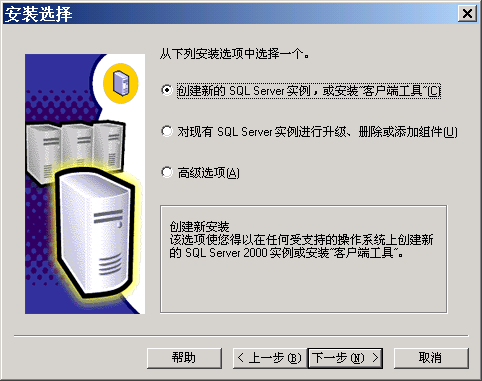 安装选择
从下列安装选项中选择一个。
创建新的 SQL Server 实例，或安装“客户端工具”(C)
对现有 SQL Server 实例进行升级、删除或添加组件(U)
高级选项(A)
创建新安装
该选项使您得以在任何受支持的操作系统上创建新
的 SQL Server 2000 实例或安装“客户端工具”。
帮助
< 上一步(B)
下一步(N) >
取消